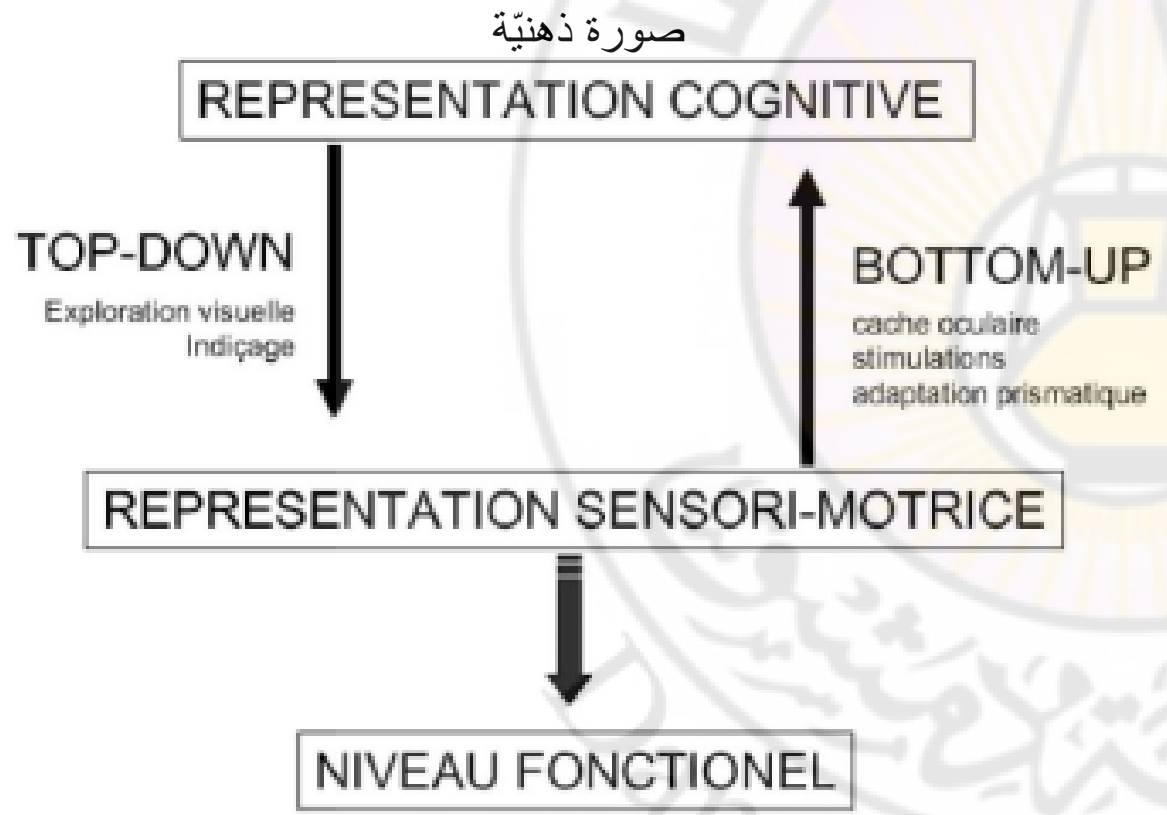 صورة ذهنيّة
REPRESENTATION COGNITIVE
TOP-DOWN
Exploration visuelle
Indiçage
BOTTOM-UP
cache oculaire
stimulations
adaptation prismatique
REPRESENTATION SENSORI-MOTRICE
NIVEAU FONCTIONEL